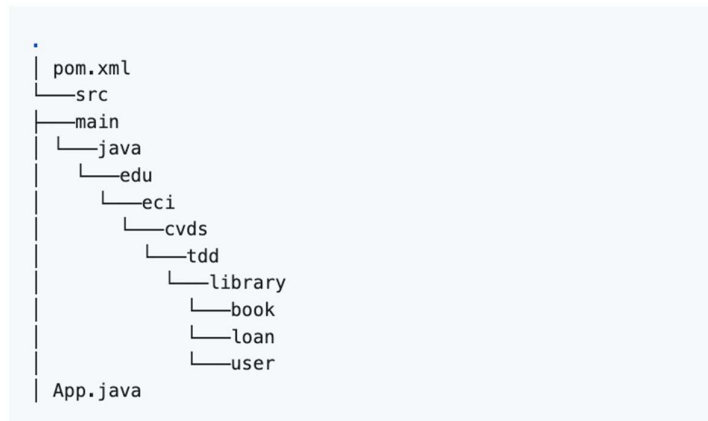 .
│ pom.xml
└───src
├───main
│ └───java
│   └───edu
│     └───eci
│       └───cvds
│         └───tdd
│           └───library
│             └───book
│             └───loan
│             └───user
│ App.java